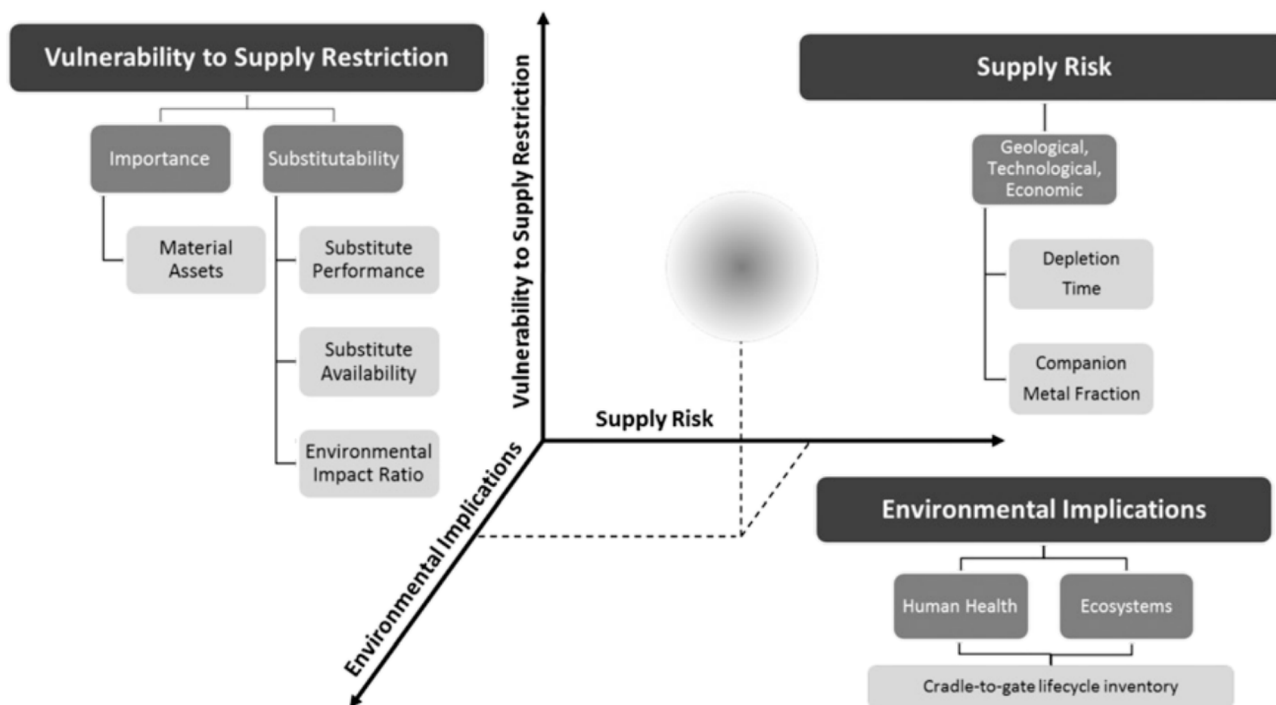 Vulnerability to Supply Restriction
Importance
Substitutability
Material
Assets
Substitute
Performance
Substitute
Availability
Environmental
Impact Ratio
Vulnerability to Supply Restriction
Supply Risk
Environmental Implications
Supply Risk
Geological,
Technological,
Economic
Depletion
Time
Companion
Metal Fraction
Environmental Implications
Human Health
Ecosystems
Cradle-to-gate lifecycle inventory